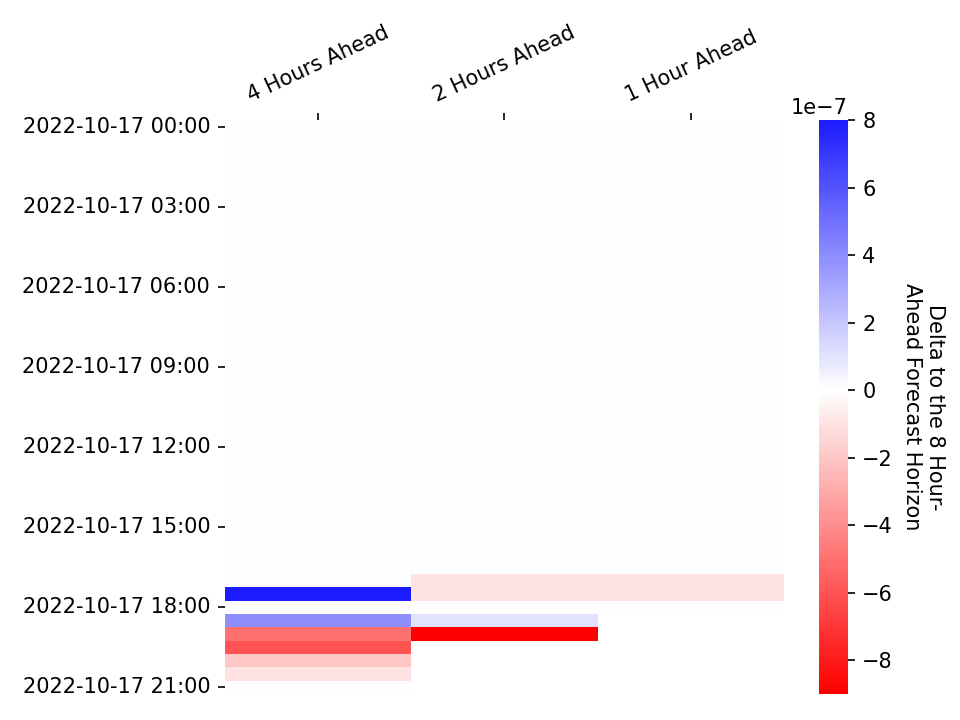 4 Hours Ahead
2 Hours Ahead
1 Hour Ahead
1e−7
2022-10-17 00:00
2022-10-17 03:00
2022-10-17 06:00
2022-10-17 09:00
2022-10-17 12:00
2022-10-17 15:00
2022-10-17 18:00
2022-10-17 21:00
8
6
4
2
0
−2
−4
−6
−8
Delta to the 8 Hour-
Ahead Forecast Horizon